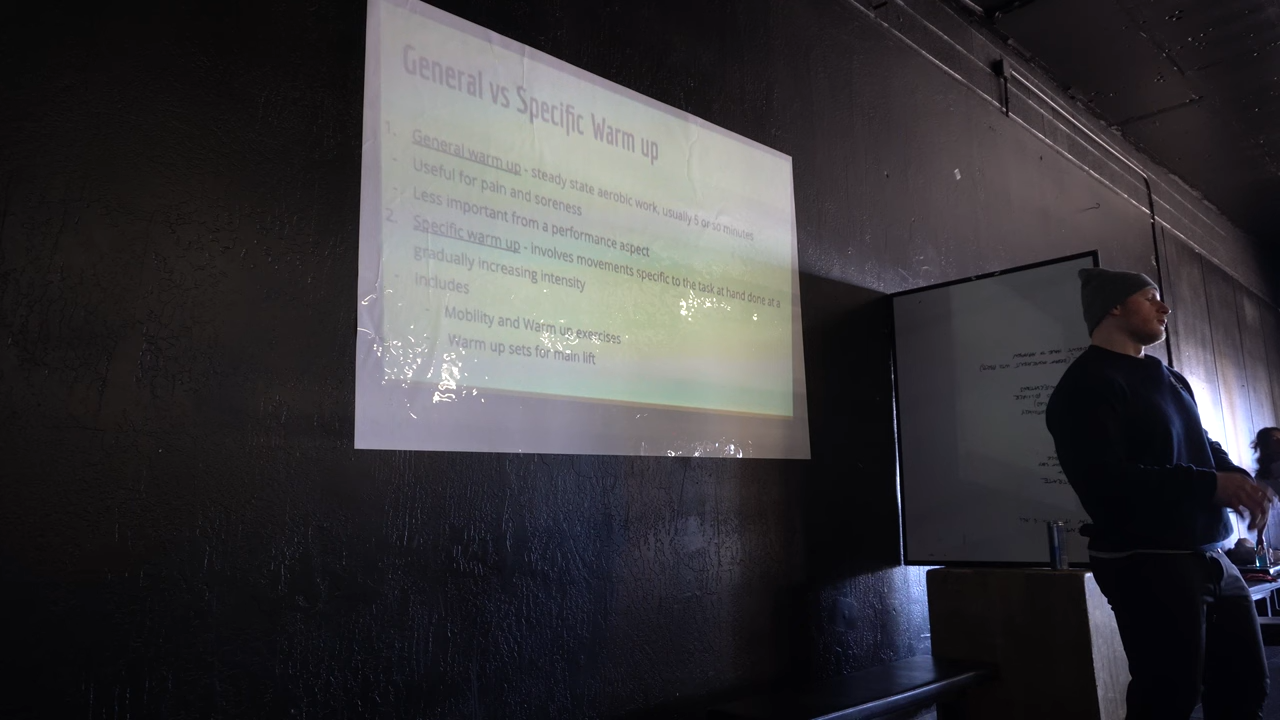 General vs Specific Warm up
1. General warm up - steady state aerobic work, usually 5 or so minutes
- Useful for pain and soreness
- Less important from a performance aspect
2. Specific warm up - involves movements specific to the task at hand done at a
gradually increasing intensity
- includes
- Mobility and Warm up exercises
- Warm up sets for main lift